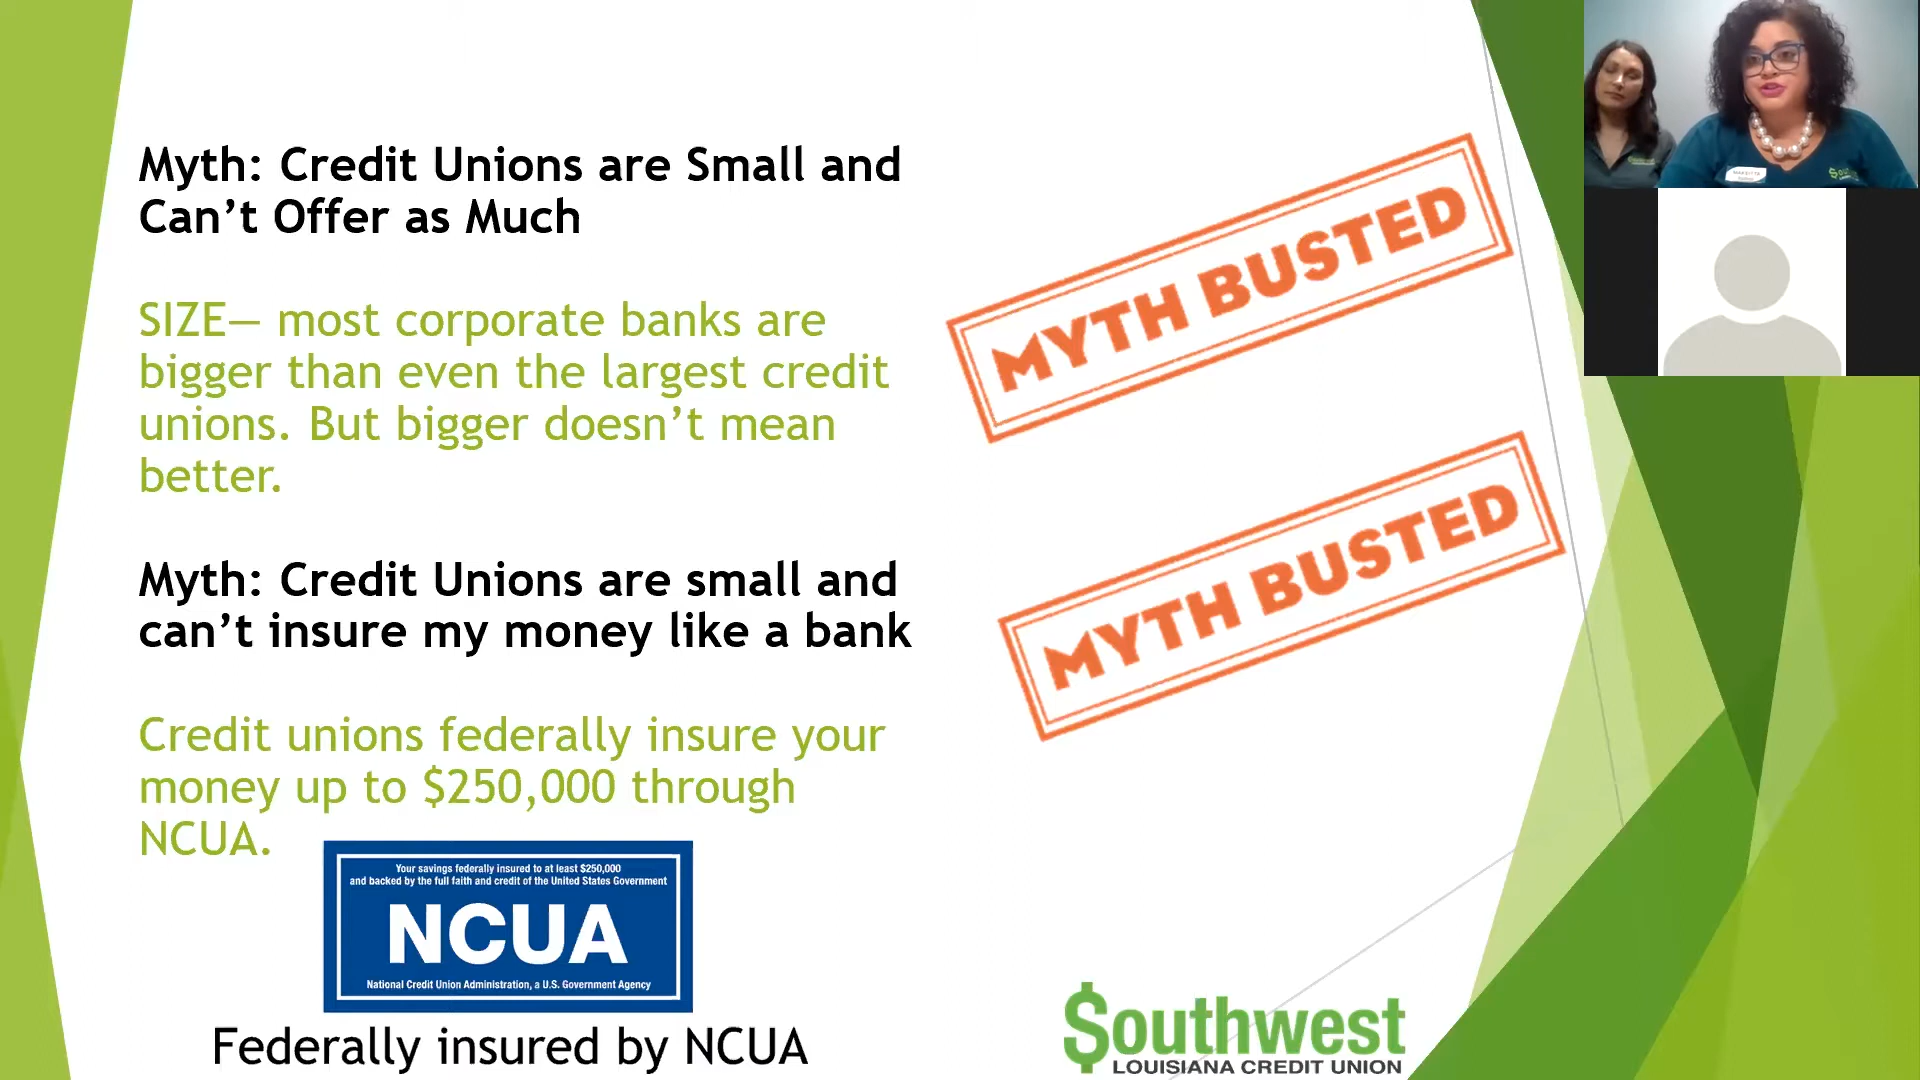 Myth: Credit Unions are Small and
Can’t Offer as Much
SIZE— most corporate banks are
bigger than even the largest credit
unions. But bigger doesn’t mean
better.
Myth: Credit Unions are small and
can’t insure my money like a bank
Credit unions federally insure your
money up to $250,000 through
NCUA.
Your savings federally insured to at least $250,000
and backed by the full faith and credit of the United States Government
NCUA
National Credit Union Administration, a U.S. Government Agency
Federally insured by NCUA
MYTH BUSTED
MYTH BUSTED
$outhwest
LOUISIANA CREDIT UNION